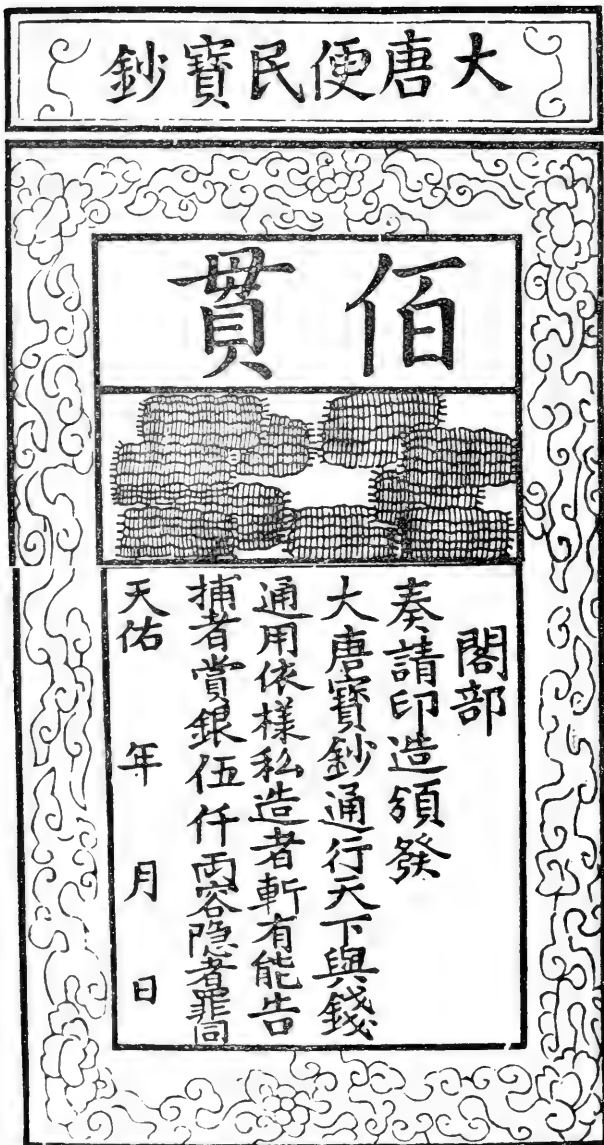 大唐便民寶鈔
佰貫
閣部
奏請印造頒發
大唐寶鈔通行天下與錢
通用依樣私造者斬有能告
捕者賞銀伍仟兩容隐者罪同
天佑　年　月　日